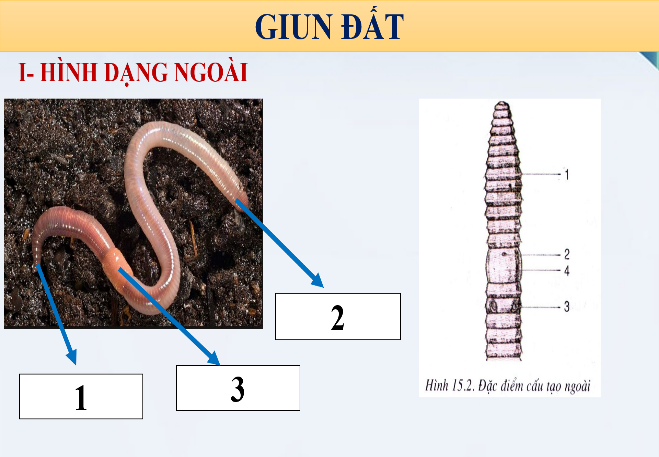 GIUN ĐẤT
I- HÌNH DẠNG NGOÀI
1
2
4
3
2
3
1
Hình 15.2. Đặc điểm cấu tạo ngoài